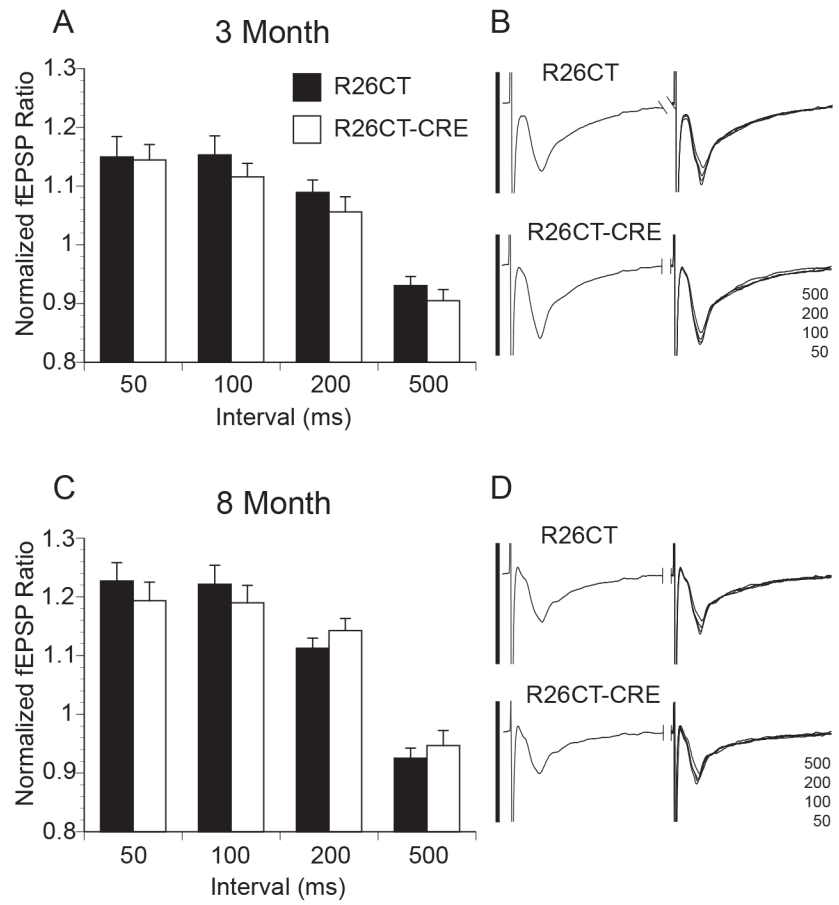 A
3 Month
B
1.3
1.2
1.1
1
0.9
0.8
Normalized fEPSP Ratio
R26CT
R26CT-CRE
50 100 200 500
Interval (ms)
R26CT
R26CT-CRE
500
200
100
50
C
8 Month
D
1.3
1.2
1.1
1
0.9
0.8
Normalized fEPSP Ratio
50 100 200 500
Interval (ms)
R26CT
R26CT-CRE
500
200
100
50